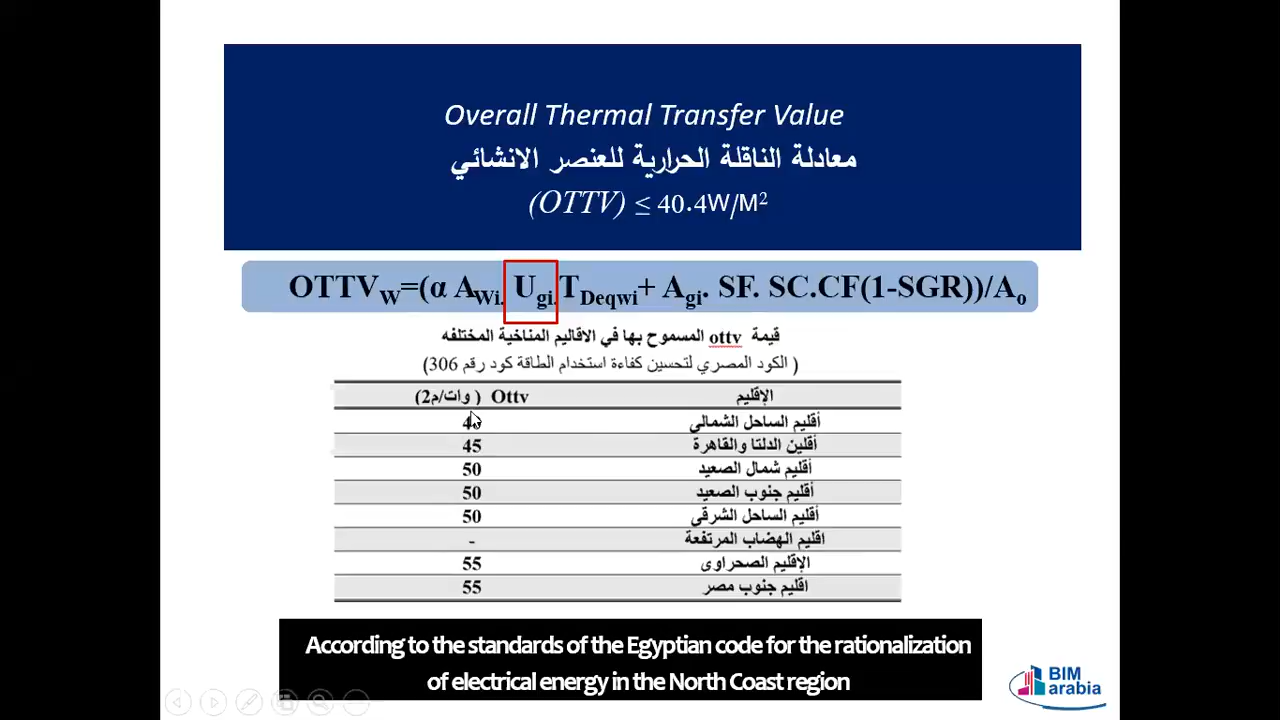 Overall Thermal Transfer Value
معادلة الناقلة الحرارية للعنصر الانشائي
(OTTV) ≤ 40.4W/M²
OTTVW=(α AWi. Ugi.TDeqwi+ Agi. SF. SC.CF(1-SGR))/Ao
قيمة ottv المسموح بها في الاقاليم المناخية المختلفه
( الكود المصري لتحسين كفاءة استخدام الطاقة كود رقم 306)
الإقليم Ottv ( وات/م2)
أقليم الساحل الشمالى
أقلين الدلتا والقاهرة 45
أقليم شمال الصعيد 50
أقليم جنوب الصعيد 50
أقليم الساحل الشرقي 50
اقليم الهضاب المرتفعة -
الإقليم الصحراوى 55
اقليم جنوب مصر 55
According to the standards of the Egyptian code for the rationalization
of electrical energy in the North Coast region
BIM
arabia